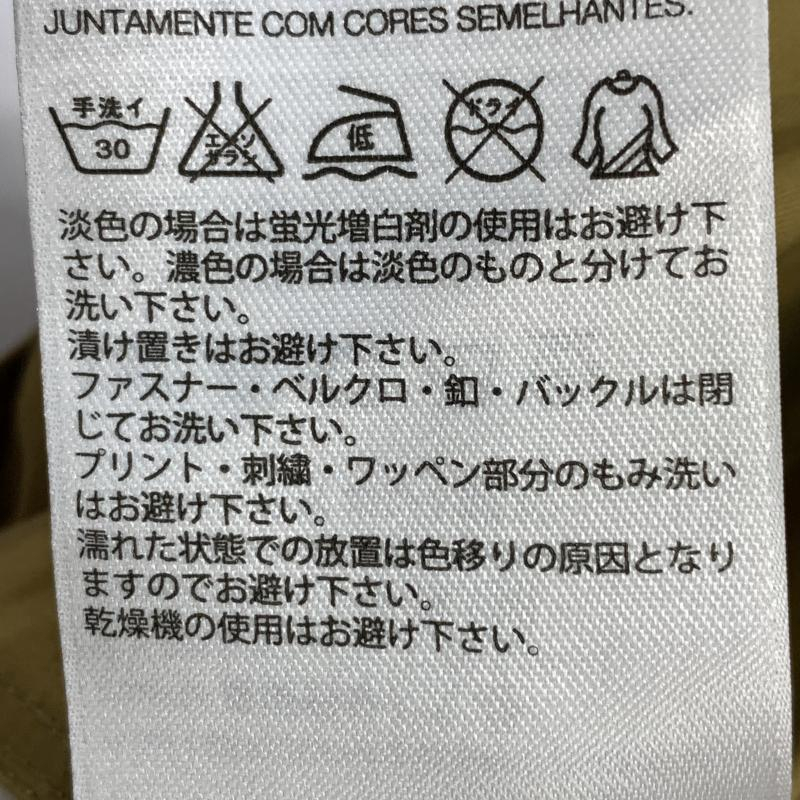 JUNTAMENTE COM CORES SEMELHANTES.
手洗イ 30 エンソ サラシ 低 ドライ
淡色の場合は蛍光増白剤の使用はお避け下
さい。濃色の場合は淡色のものと分けてお
洗い下さい。
漬け置きはお避け下さい。
ファスナー・ベルクロ・釦・バックルは閉
じてお洗い下さい。
プリント・刺繍・ワッペン部分のもみ洗い
はお避け下さい。
濡れた状態での放置は色移りの原因となり
ますのでお避け下さい。
乾燥機の使用はお避け下さい。